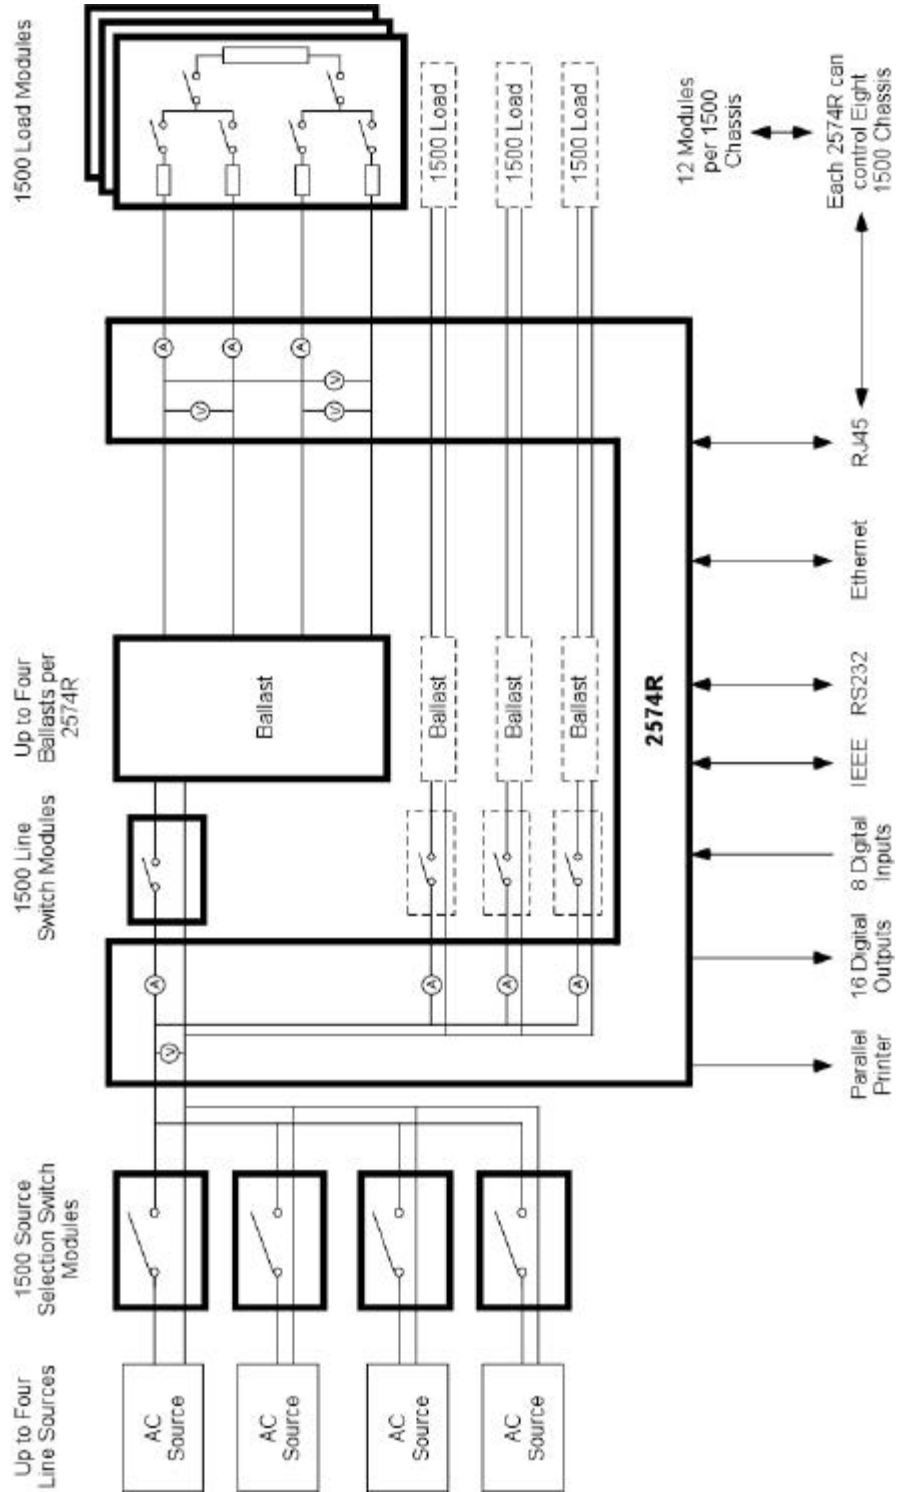 Up to Four
Line Sources
1500 Source
Selection Switch
Modules
1500 Line
Switch Modules
Up to Four
Ballasts per
2574R
1500 Load Modules
AC
Source
AC
Source
AC
Source
AC
Source
V
A
A
A
A
Ballast
Ballast
Ballast
Ballast
V
V
V
A
A
A
1500 Load
1500 Load
1500 Load
2574R
12 Modules
per 1500
Chassis
Each 2574R can
control Eight
1500 Chassis
Parallel
Printer
16 Digital
Outputs
8 Digital
Inputs
IEEE
RS232
Ethernet
RJ45